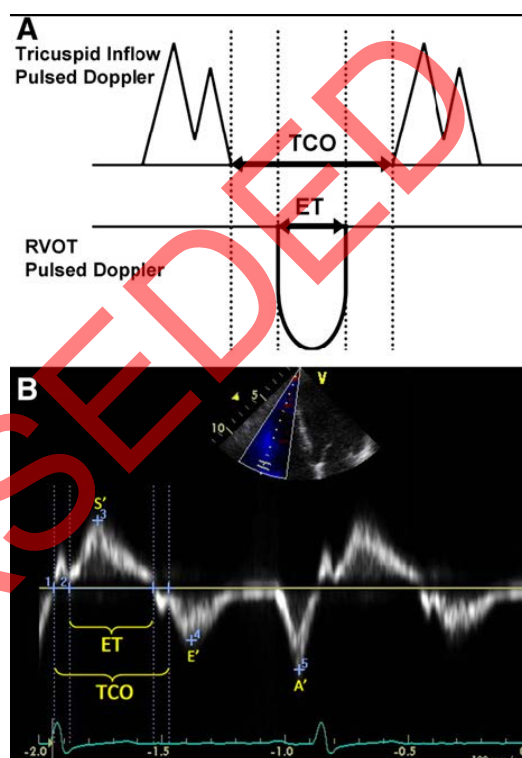 A
Tricuspid Inflow
Pulsed Doppler
TCO
ET
RVOT
Pulsed Doppler
B
V
5
10
S'
3
1
2
ET
TCO
4
E'
5
A'
-2.0
-1.5
-1.0
-0.5
SEDED